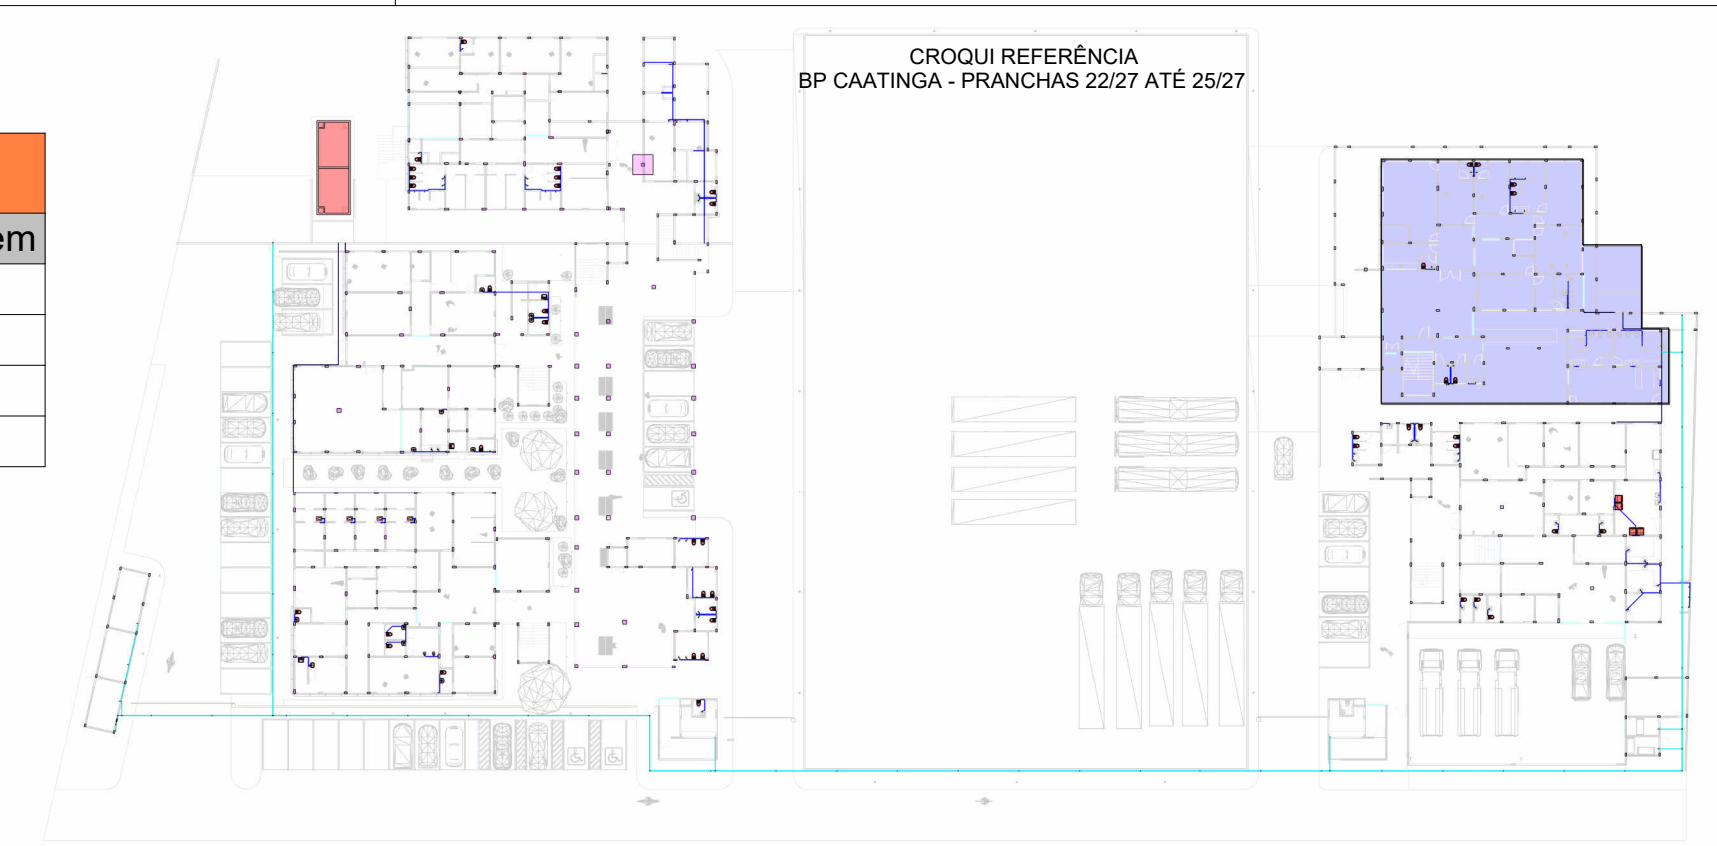 CROQUI REFERÊNCIA
BP CAATINGA - PRANCHAS 22/27 ATÉ 25/27
em